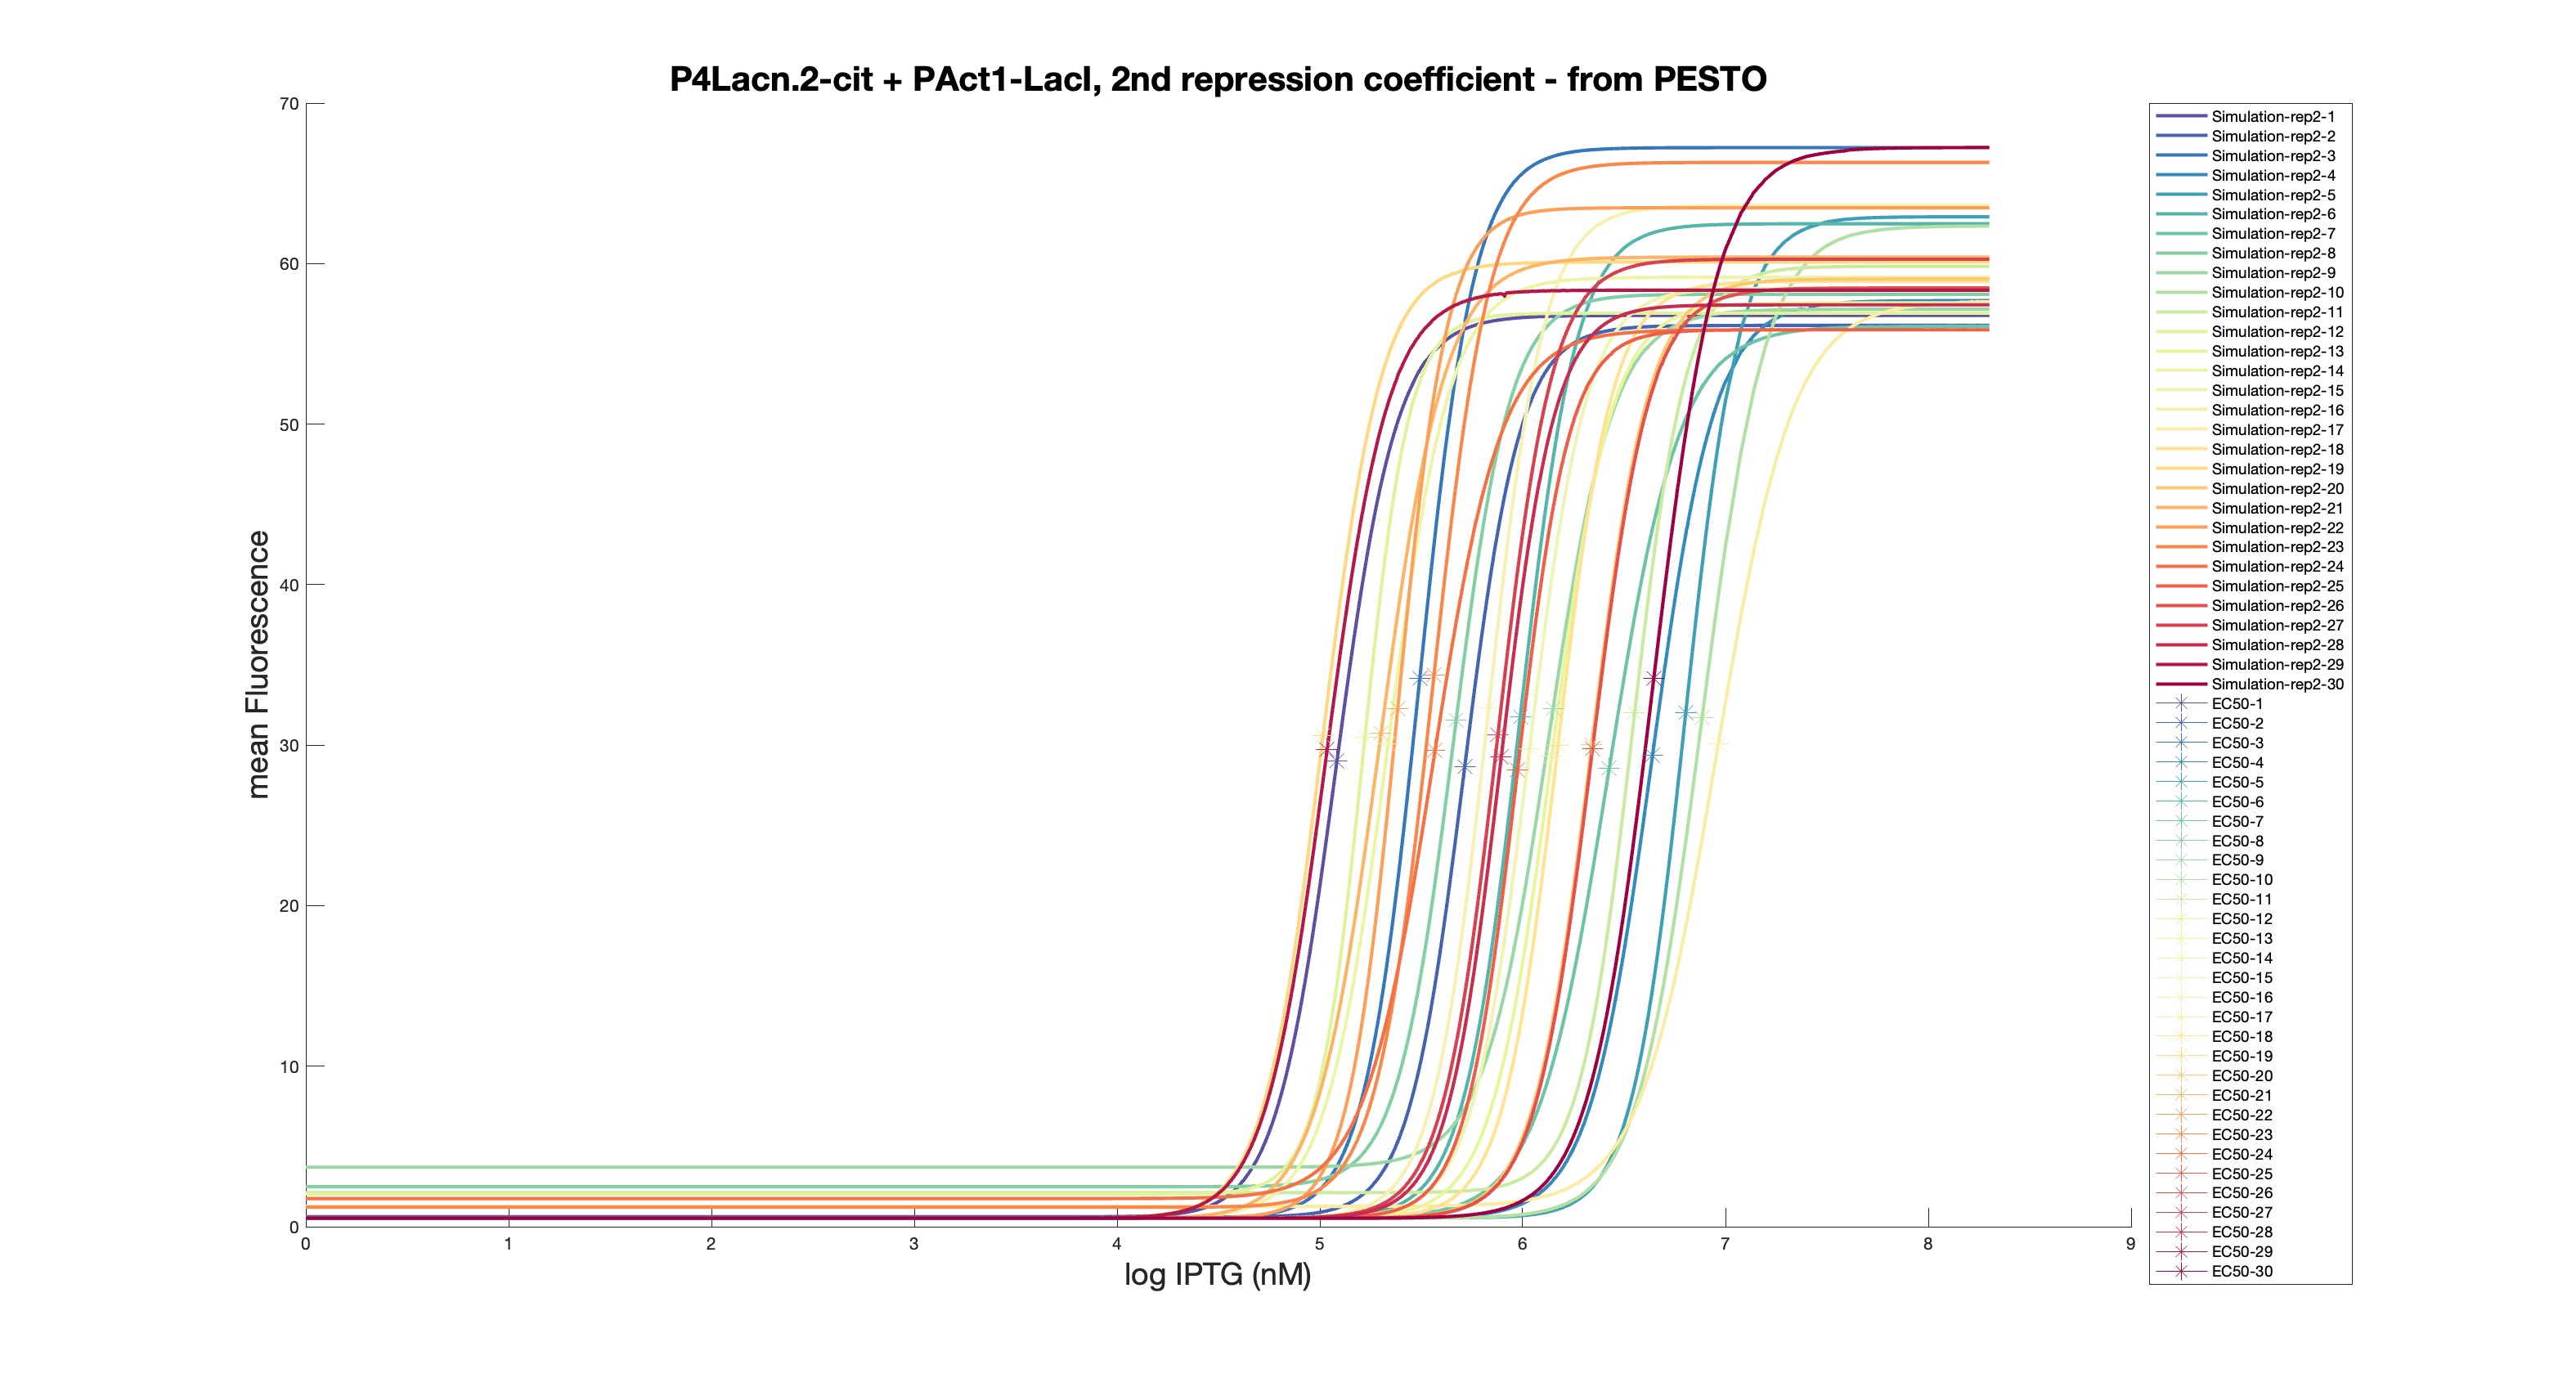 P4Lacn.2-cit + PAct1-LacI, 2nd repression coefficient - from PESTO
70
60
50
40
30
20
10
0
mean Fluorescence
0 1 2 3 4 5 6 7 8 9
log IPTG (nM)
Simulation-rep2-1
Simulation-rep2-2
Simulation-rep2-3
Simulation-rep2-4
Simulation-rep2-5
Simulation-rep2-6
Simulation-rep2-7
Simulation-rep2-8
Simulation-rep2-9
Simulation-rep2-10
Simulation-rep2-11
Simulation-rep2-12
Simulation-rep2-13
Simulation-rep2-14
Simulation-rep2-15
Simulation-rep2-16
Simulation-rep2-17
Simulation-rep2-18
Simulation-rep2-19
Simulation-rep2-20
Simulation-rep2-21
Simulation-rep2-22
Simulation-rep2-23
Simulation-rep2-24
Simulation-rep2-25
Simulation-rep2-26
Simulation-rep2-27
Simulation-rep2-28
Simulation-rep2-29
Simulation-rep2-30
EC50-1
EC50-2
EC50-3
EC50-4
EC50-5
EC50-6
EC50-7
EC50-8
EC50-9
EC50-10
EC50-11
EC50-12
EC50-13
EC50-14
EC50-15
EC50-16
EC50-17
EC50-18
EC50-19
EC50-20
EC50-21
EC50-22
EC50-23
EC50-24
EC50-25
EC50-26
EC50-27
EC50-28
EC50-29
EC50-30